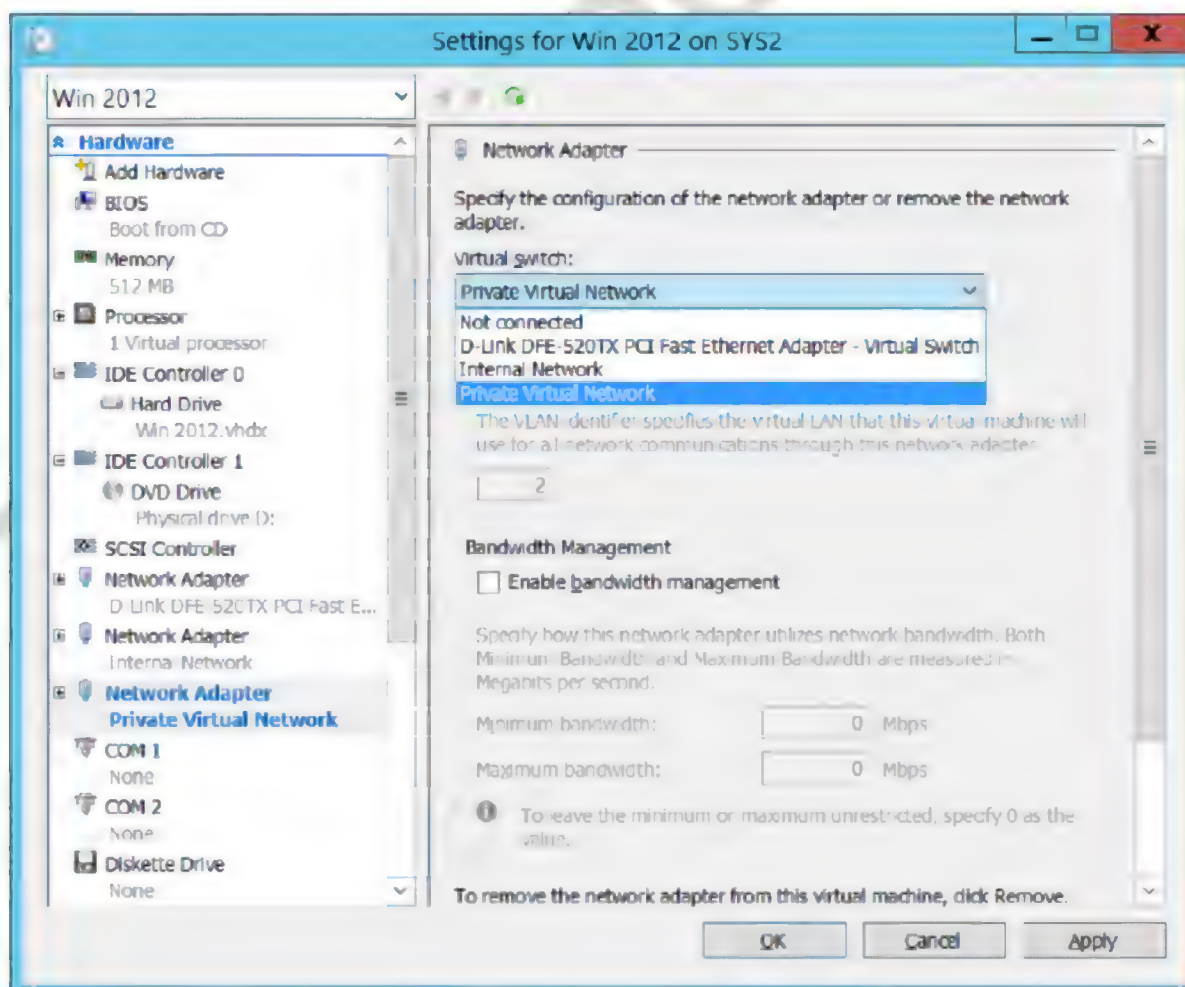 Settings for Win 2012 on SYS2
Win 2012
Hardware
Add Hardware
BIOS
Boot from CD
Memory
512 MB
Processor
1 Virtual processor
IDE Controller 0
Hard Drive
Win 2012.vhdx
IDE Controller 1
DVD Drive
Physical drive D:
SCSI Controller
Network Adapter
D-Link DFE-520TX PCI Fast E...
Network Adapter
Internal Network
Network Adapter
Private Virtual Network
COM 1
None
COM 2
None
Diskette Drive
None
Network Adapter
Specify the configuration of the network adapter or remove the network
adapter.
Virtual switch:
Private Virtual Network
Not connected
D-Link DFE-520TX PCI Fast Ethernet Adapter - Virtual Switch
Internal Network
Private Virtual Network
The VLAN identifier specifies the virtual LAN that this virtual machine will
use for all network communications through this network adapter.
2
Bandwidth Management
Enable bandwidth management
Specify how this network adapter utilizes network bandwidth. Both
Minimum Bandwidth and Maximum Bandwidth are measured in
Megabits per second.
Minimum bandwidth: 0 Mbps
Maximum bandwidth: 0 Mbps
To leave the minimum or maximum unrestricted, specify 0 as the
value.
To remove the network adapter from this virtual machine, click Remove.
OK Cancel Apply